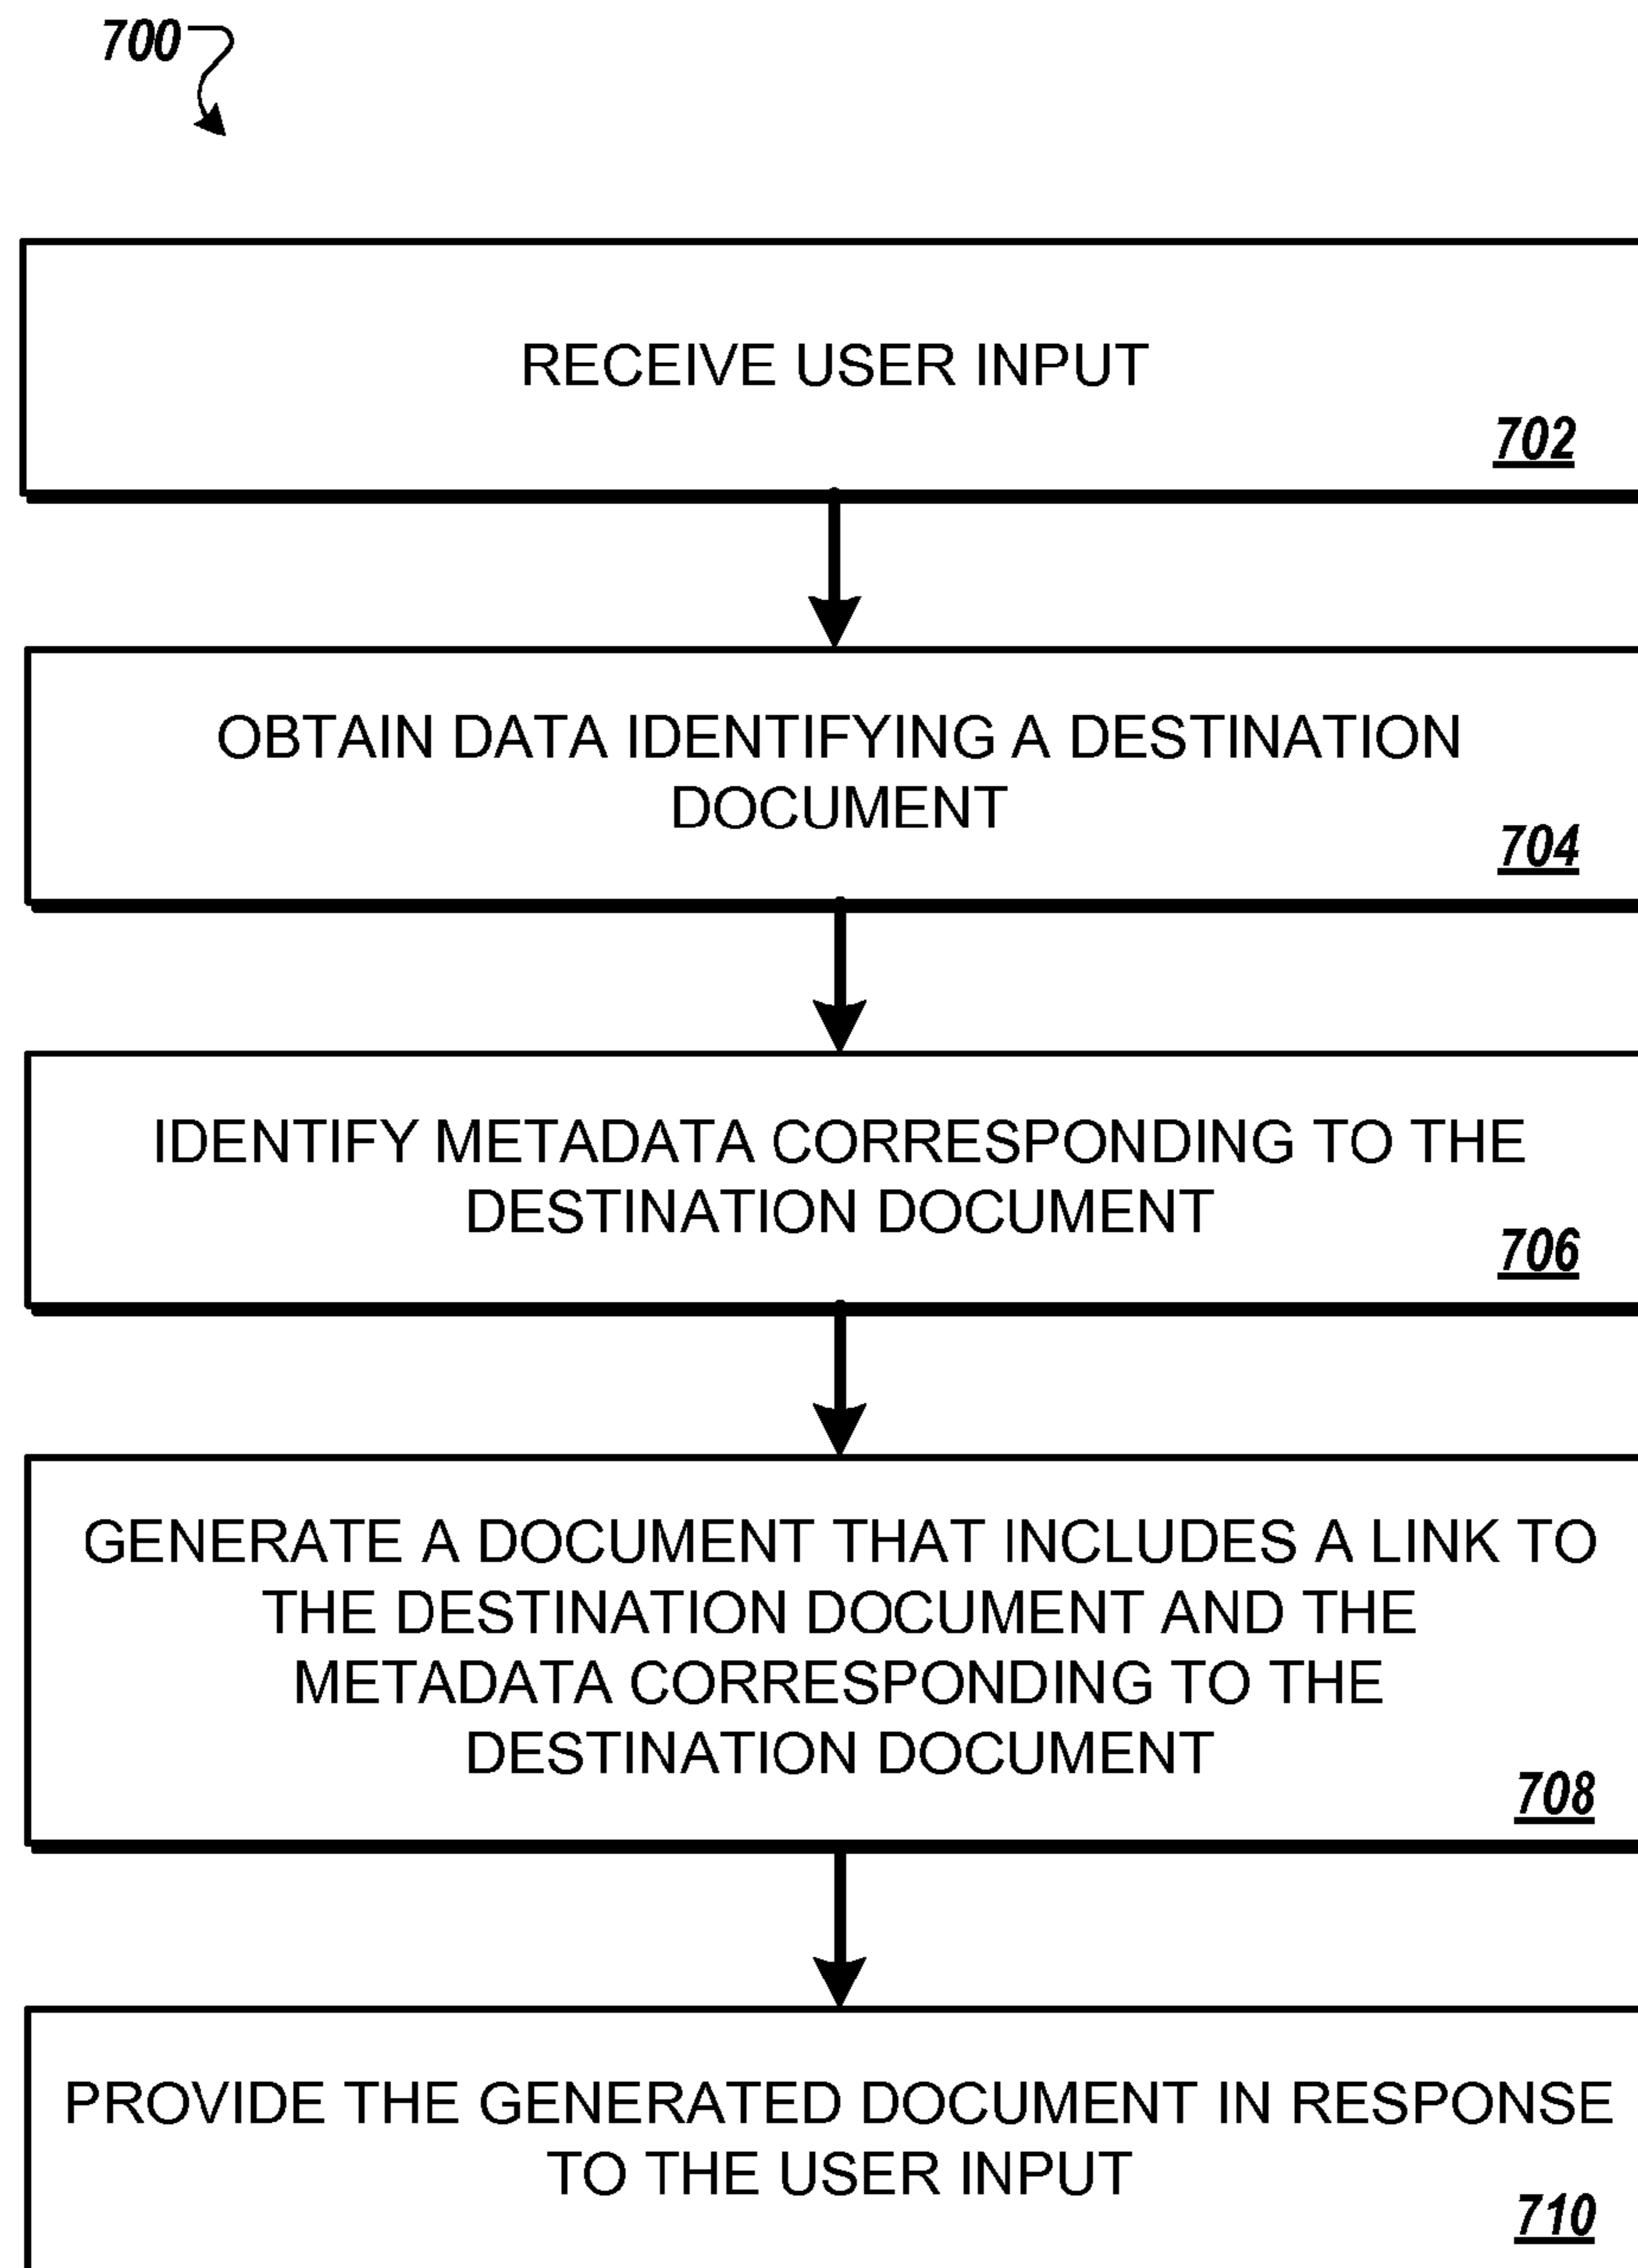 700
RECEIVE USER INPUT
702
OBTAIN DATA IDENTIFYING A DESTINATION
DOCUMENT
704
IDENTIFY METADATA CORRESPONDING TO THE
DESTINATION DOCUMENT
706
GENERATE A DOCUMENT THAT INCLUDES A LINK TO
THE DESTINATION DOCUMENT AND THE
METADATA CORRESPONDING TO THE
DESTINATION DOCUMENT
708
PROVIDE THE GENERATED DOCUMENT IN RESPONSE
TO THE USER INPUT
710